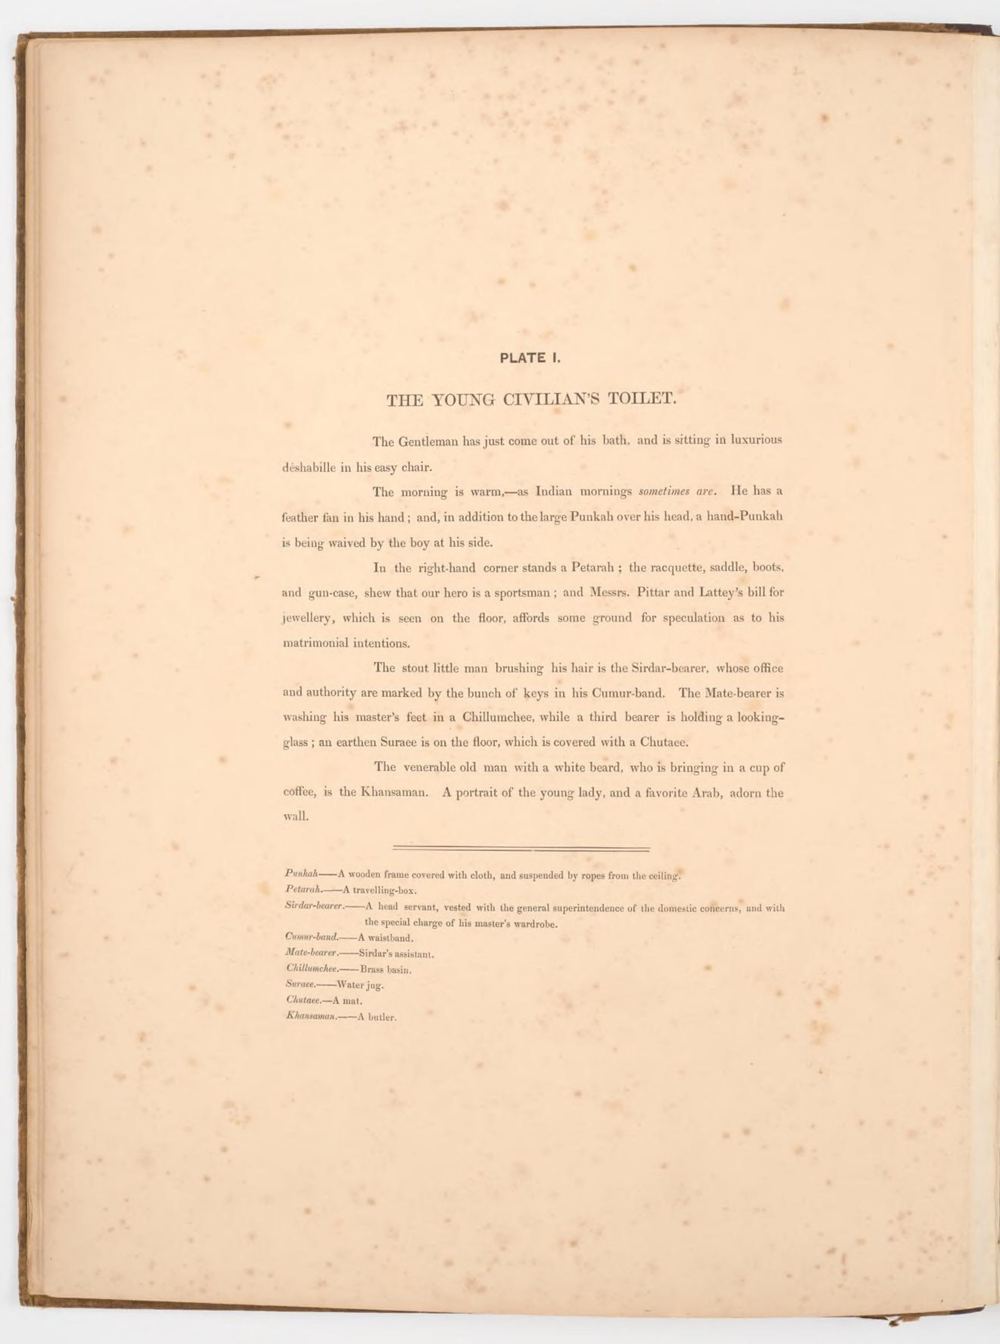 PLATE I.
THE YOUNG CIVILIAN'S TOILET.
The Gentleman has just come out of his bath, and is sitting in luxurious
déshabille in his easy chair.
The morning is warm,—as Indian mornings sometimes are. He has a
feather fan in his hand; and, in addition to the large Punkah over his head, a hand-Punkah
is being waived by the boy at his side.
In the right-hand corner stands a Petarah; the racquette, saddle, boots,
and gun-case, shew that our hero is a sportsman; and Messrs. Pittar and Lattey's bill for
jewellery, which is seen on the floor, affords some ground for speculation as to his
matrimonial intentions.
The stout little man brushing his hair is the Sirdar-bearer, whose office
and authority are marked by the bunch of keys in his Cumur-band. The Mate-bearer is
washing his master's feet in a Chillumchee, while a third bearer is holding a looking-
glass; an earthen Suraee is on the floor, which is covered with a Chutaee.
The venerable old man with a white beard, who is bringing in a cup of
coffee, is the Khansaman. A portrait of the young lady, and a favorite Arab, adorn the
wall.
Punkah——A wooden frame covered with cloth, and suspended by ropes from the ceiling.
Petarah.——A travelling-box.
Sirdar-bearer.——A head servant, vested with the general superintendence of the domestic concerns, and with
the special charge of his master's wardrobe.
Cumur-band.——A waistband.
Mate-bearer.——Sirdar's assistant.
Chillumchee.——Brass basin.
Suraee.——Water jug.
Chutaee.—A mat.
Khansaman.——A butler.